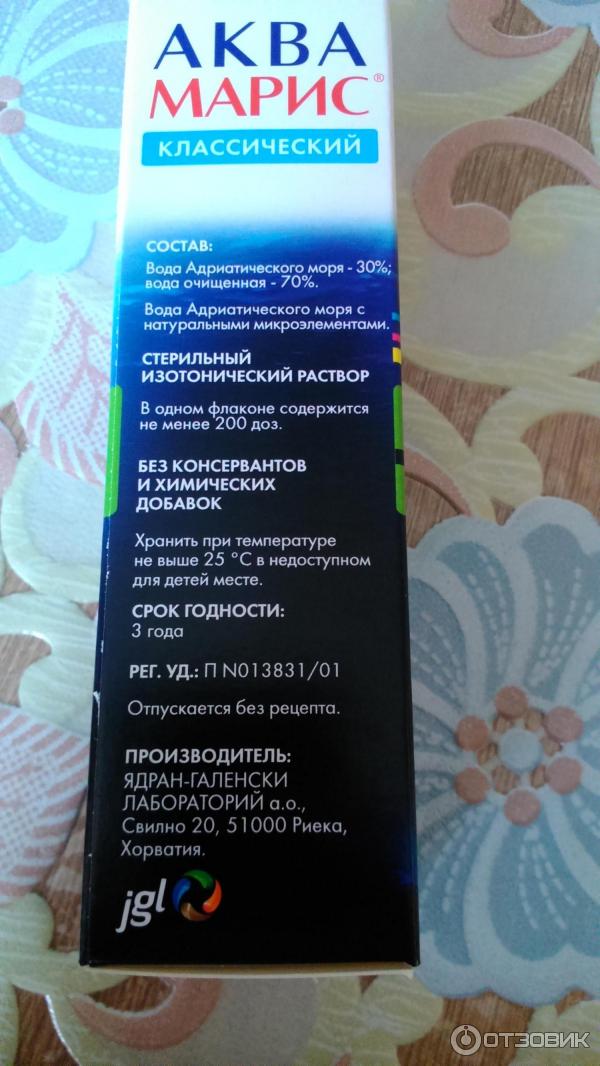 АКВА
МАРИС®
КЛАССИЧЕСКИЙ
СОСТАВ:
Вода Адриатического моря - 30%;
вода очищенная - 70%.
Вода Адриатического моря с
натуральными микроэлементами.
СТЕРИЛЬНЫЙ
ИЗОТОНИЧЕСКИЙ РАСТВОР
В одном флаконе содержится
не менее 200 доз.
БЕЗ КОНСЕРВАНТОВ
И ХИМИЧЕСКИХ
ДОБАВОК
Хранить при температуре
не выше 25 °C в недоступном
для детей месте.
СРОК ГОДНОСТИ:
3 года
РЕГ. УД.: П N013831/01
Отпускается без рецепта.
ПРОИЗВОДИТЕЛЬ:
ЯДРАН-ГАЛЕНСКИ
ЛАБОРАТОРИЙ а.о.,
Свилно 20, 51000 Риека,
Хорватия.
jgl
ОТЗОВИК